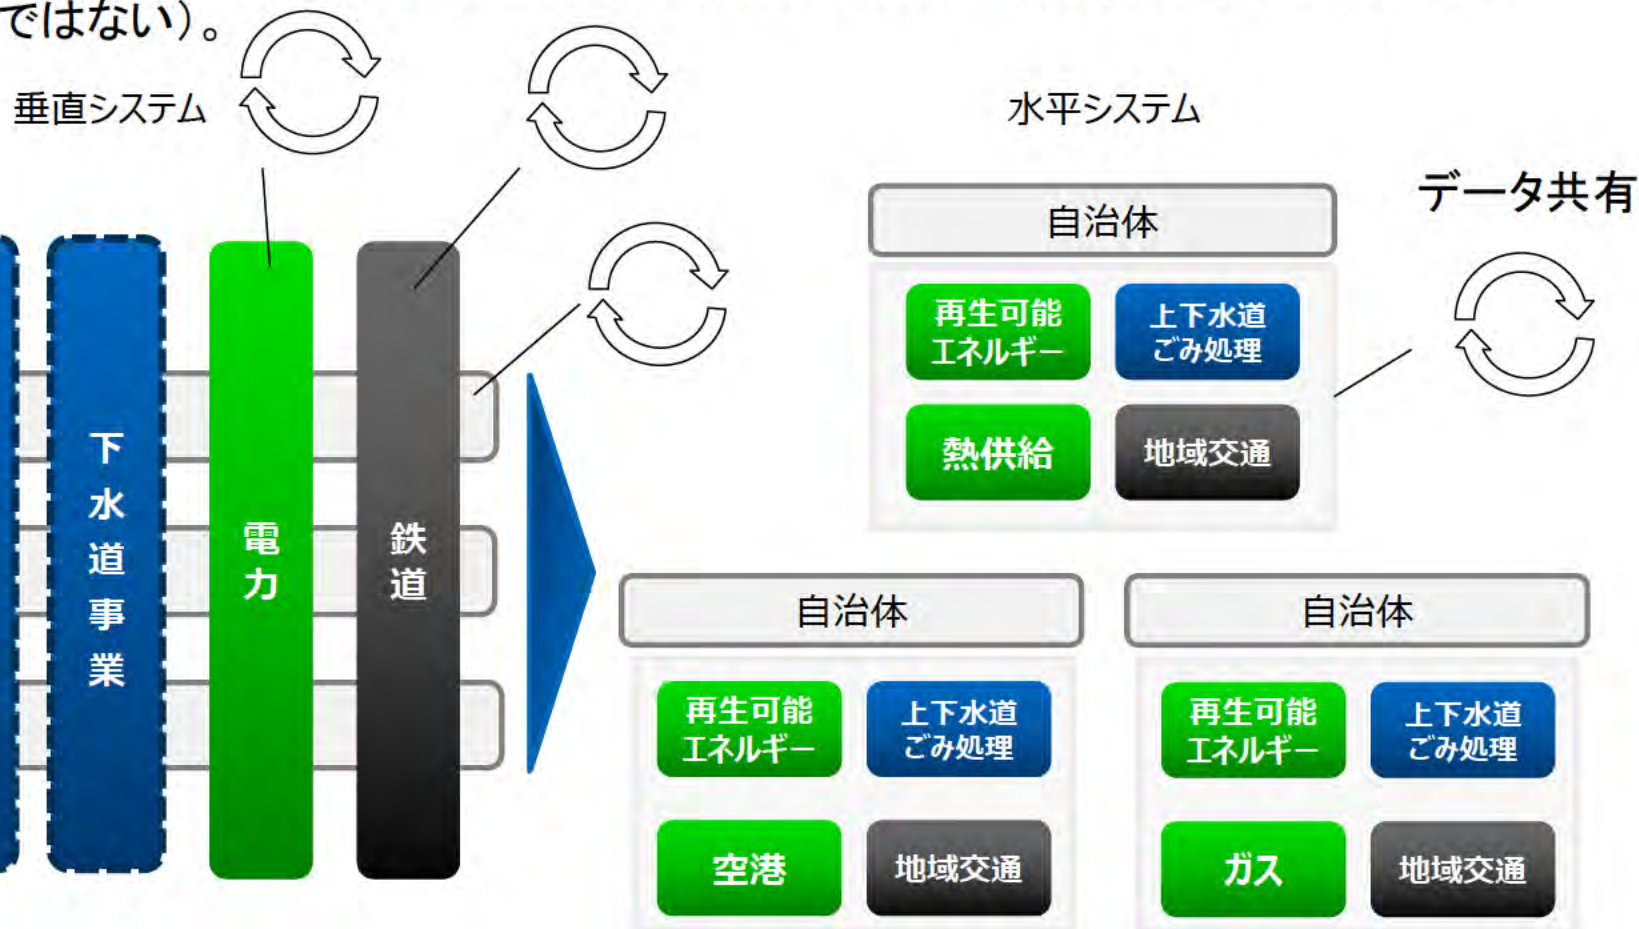 ではない）。
垂直システム
下水道事業
電力
鉄道
水平システム
データ共有
自治体
再生可能
エネルギー
上下水道
ごみ処理
熱供給
地域交通
自治体
再生可能
エネルギー
上下水道
ごみ処理
空港
地域交通
自治体
再生可能
エネルギー
上下水道
ごみ処理
ガス
地域交通